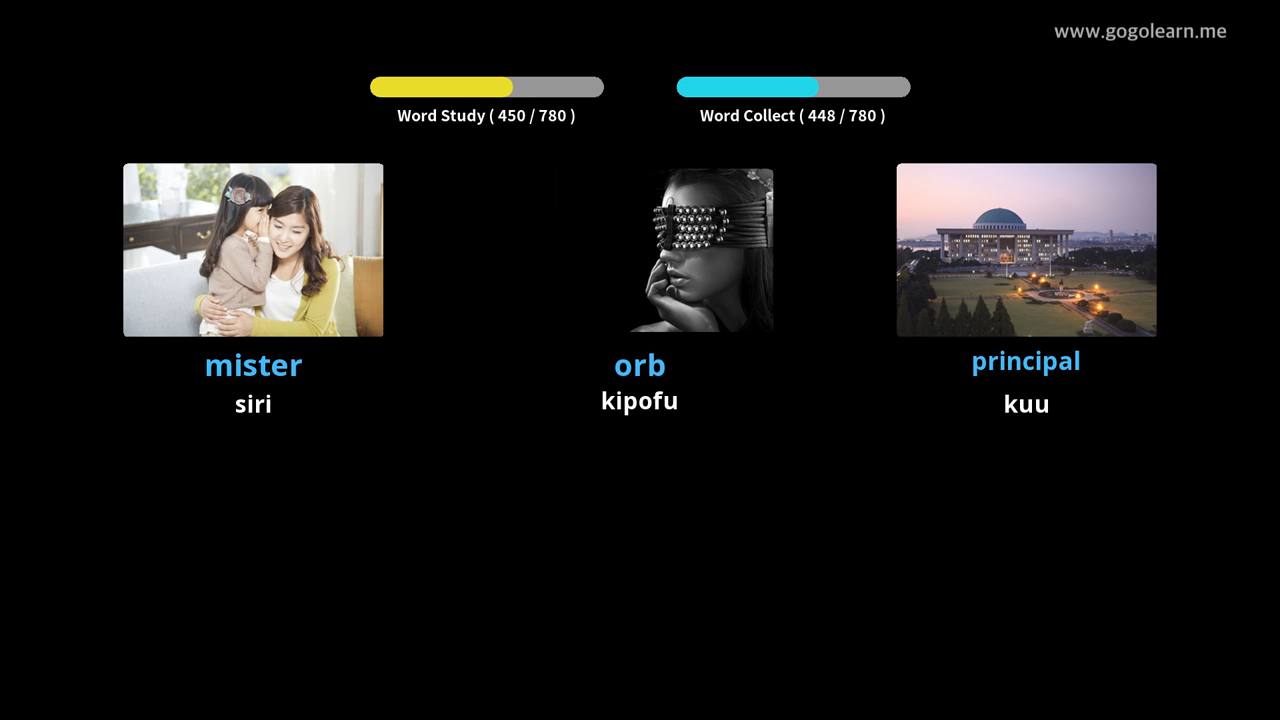 www.gogolearn.me
Word Study ( 450 / 780 )
Word Collect ( 448 / 780 )
mister
siri
orb
kipofu
principal
kuu